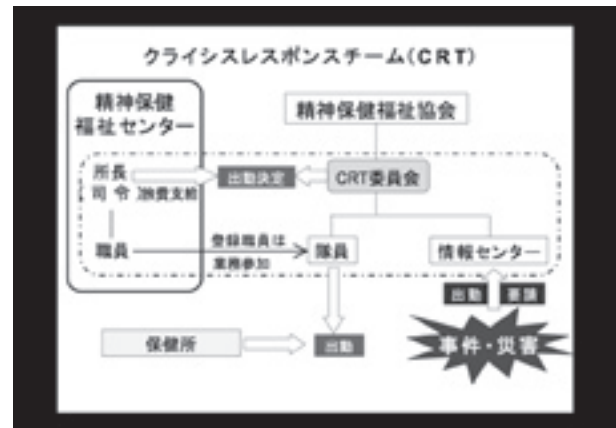 クライシスレスポンスチーム(CRT)
精神保健
福祉センター
精神保健福祉協会
所長
司令
旅費支給
出動決定
CRT委員会
職員
登録職員は
業務参加
隊員
情報センター
出動
要請
保健所
出動
事件・災害